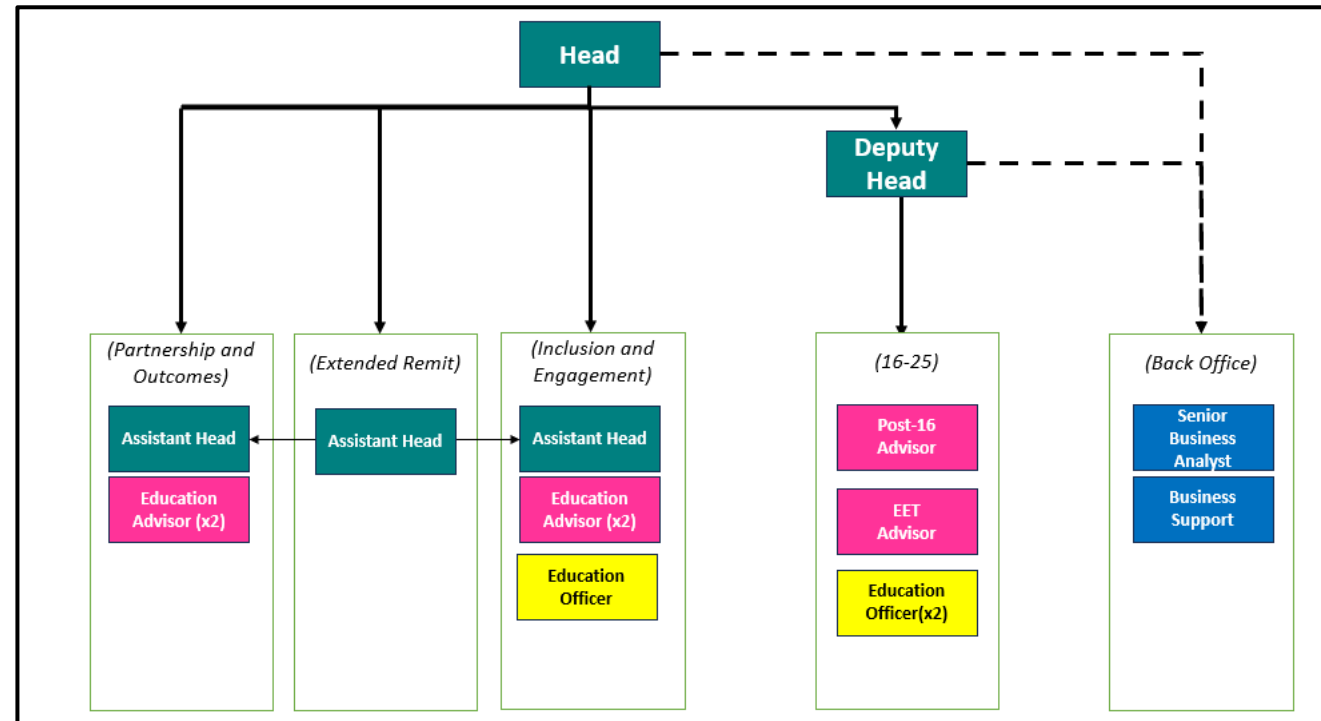 Head
Deputy
Head
(Partnership and
Outcomes)
Assistant Head
Education
Advisor (x2)
(Extended Remit)
Assistant Head
(Inclusion and
Engagement)
Assistant Head
Education
Advisor (x2)
Education
Officer
(16-25)
Post-16
Advisor
EET
Advisor
Education
Officer(x2)
(Back Office)
Senior
Business
Analyst
Business
Support